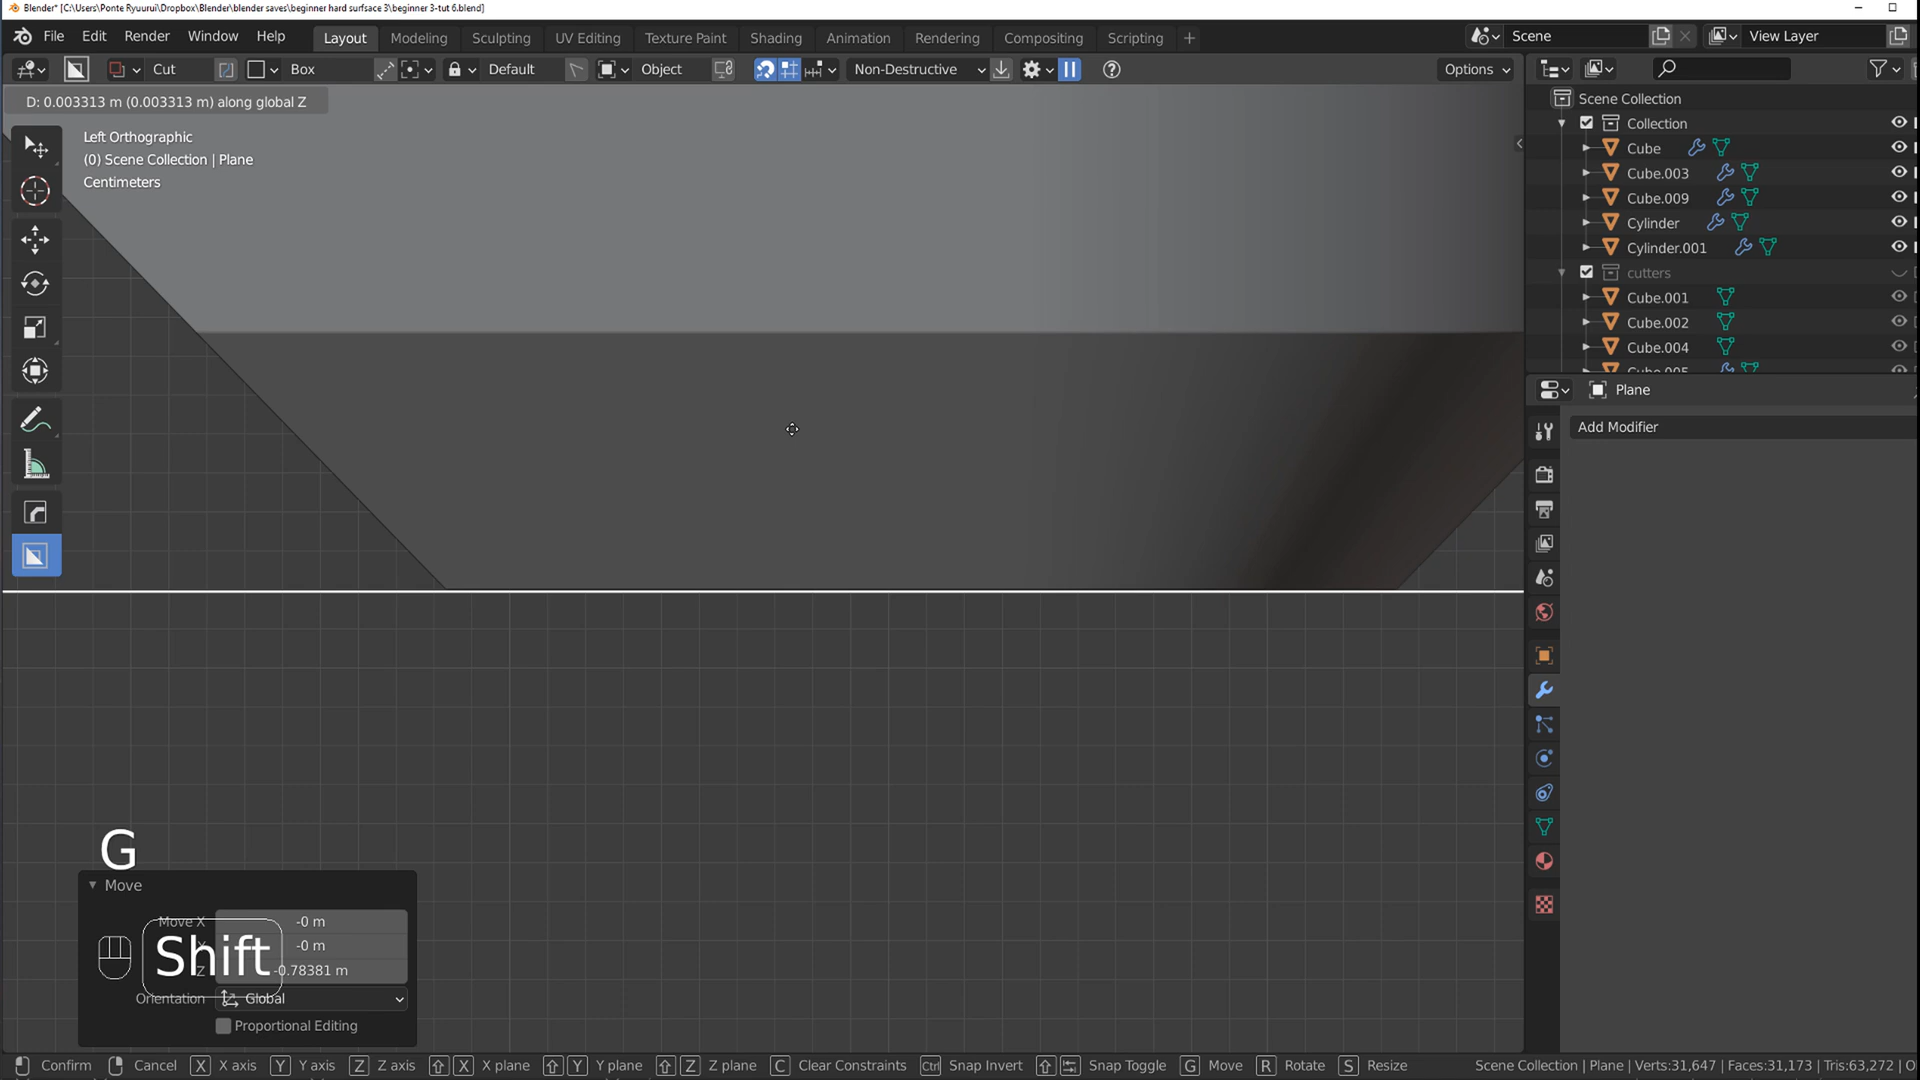 Blender* [C:\Users\Ponte Ryuurui\Dropbox\Blender\blender saves\beginner hard surfsace 3\beginner 3-tut 6.blend]
File Edit Render Window Help Layout Modeling Sculpting UV Editing Texture Paint Shading Animation Rendering Compositing Scripting + Scene View Layer
Cut Box Default Object Non-Destructive Options
D: 0.003313 m (0.003313 m) along global Z
Left Orthographic
(0) Scene Collection | Plane
Centimeters
Scene Collection
Collection
Cube
Cube.003
Cube.009
Cylinder
Cylinder.001
cutters
Cube.001
Cube.002
Cube.004
Cube.005
Plane
Add Modifier
G
Move
Move X -0 m
-0 m
Shift
Z -0.78381 m
Orientation Global
Proportional Editing
Confirm Cancel X X axis Y Y axis Z Z axis X X plane Y Y plane Z Z plane C Clear Constraints Ctrl Snap Invert Snap Toggle G Move R Rotate S Resize Scene Collection | Plane | Verts:31,647 | Faces:31,173 | Tris:63,272 | O